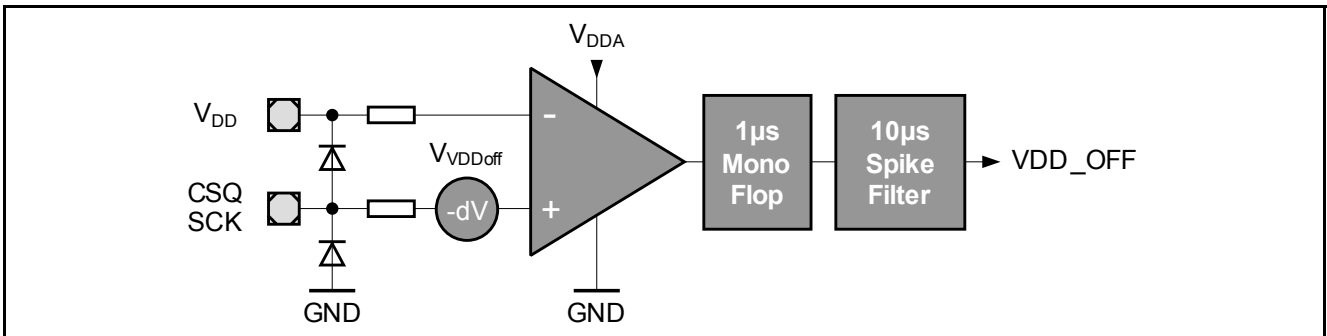 VDDA
VDD
-
1µs
Mono
Flop
10µs
Spike
Filter
VDD_OFF
VVDDoff
CSQ
SCK
-dV
+
GND
GND